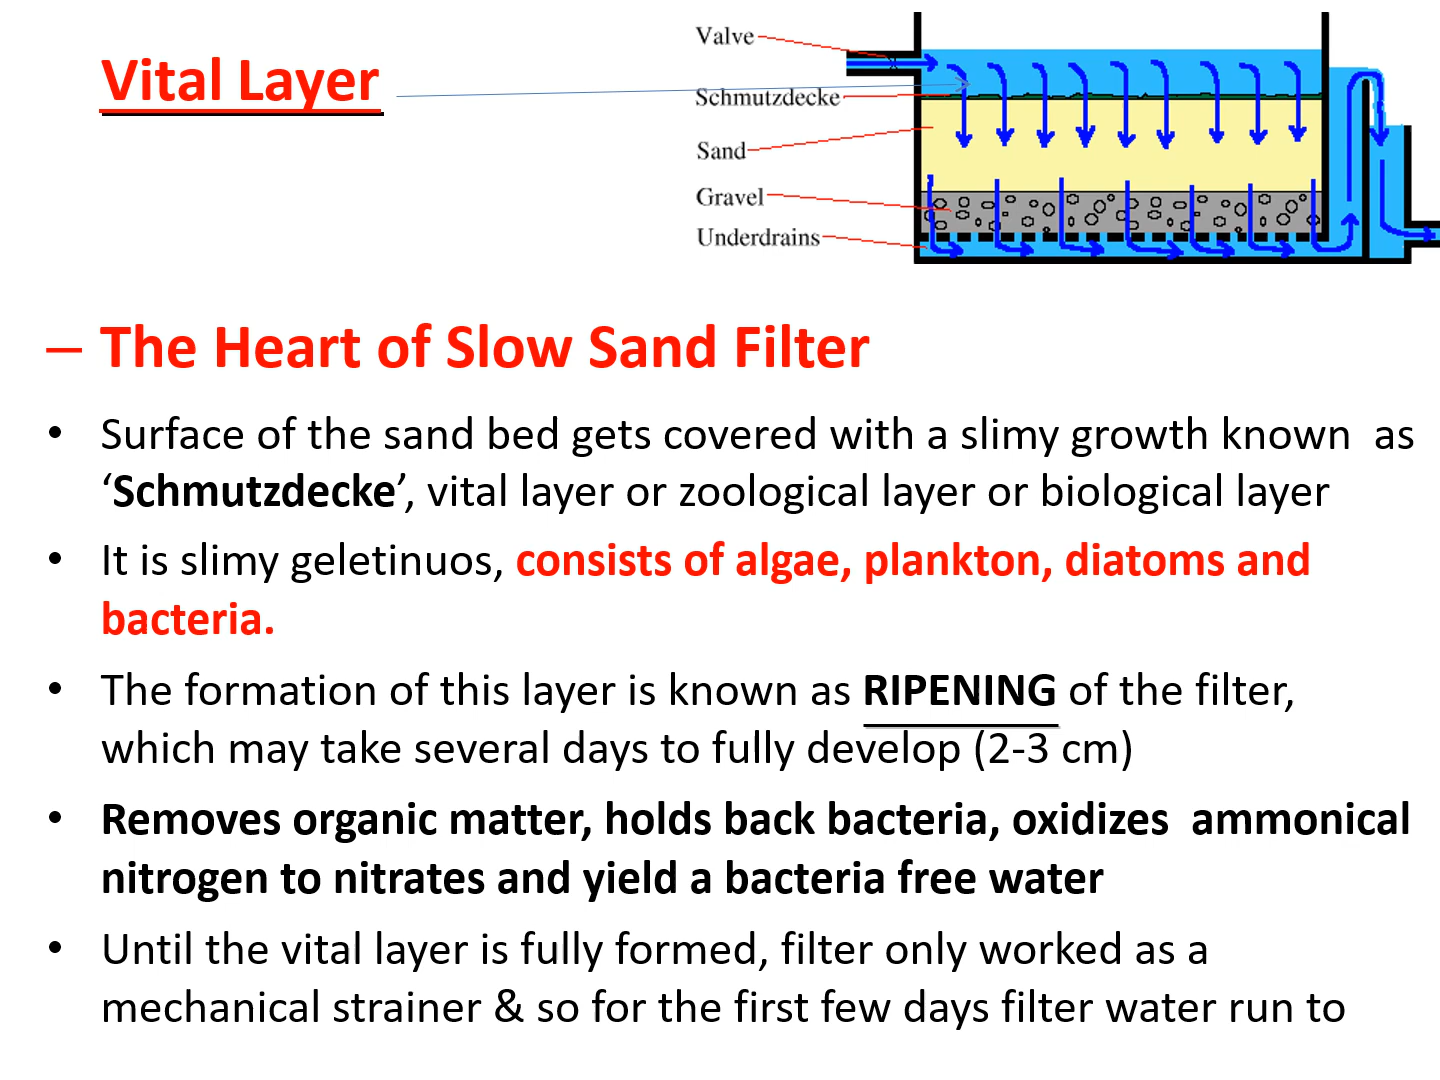 Vital Layer
Valve
Schmutzdecke
Sand
Gravel
Underdrains
– The Heart of Slow Sand Filter
• Surface of the sand bed gets covered with a slimy growth known as
‘Schmutzdecke’, vital layer or zoological layer or biological layer
• It is slimy geletinuos, consists of algae, plankton, diatoms and
bacteria.
• The formation of this layer is known as RIPENING of the filter,
which may take several days to fully develop (2-3 cm)
• Removes organic matter, holds back bacteria, oxidizes ammonical
nitrogen to nitrates and yield a bacteria free water
• Until the vital layer is fully formed, filter only worked as a
mechanical strainer & so for the first few days filter water run to